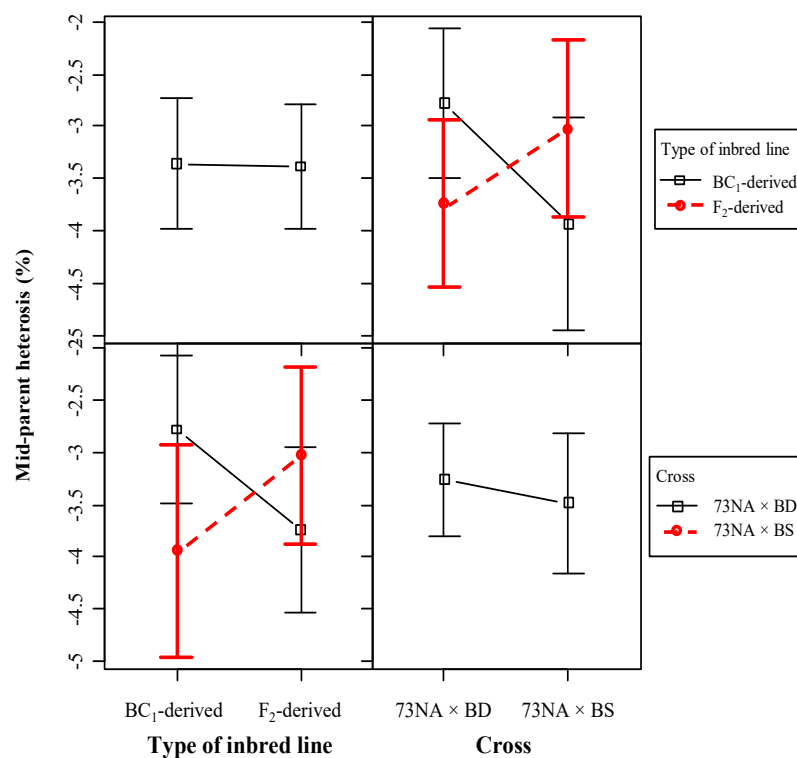 -2
-2.5
-3
-3.5
-4
-4.5
-25
-2.5
-3
-3.5
-4
-4.5
-5
Mid-parent heterosis (%)
Type of inbred line
BC₁-derived
F₂-derived
Cross
73NA × BD
73NA × BS
BC₁-derived F₂-derived 73NA × BD 73NA × BS
Type of inbred line Cross